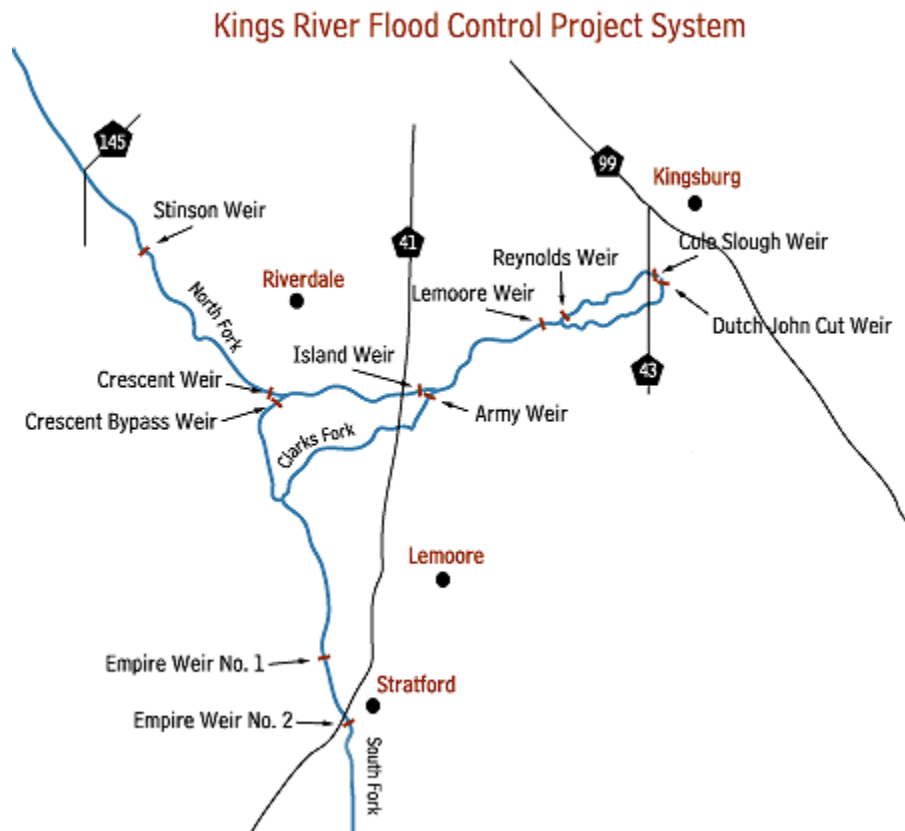 Kings River Flood Control Project System
145
99
Kingsburg
Stinson Weir
41
Cole Slough Weir
Reynolds Weir
Riverdale
Lemoore Weir
North Fork
Dutch John Cut Weir
Island Weir
43
Crescent Weir
Army Weir
Crescent Bypass Weir
Clarks Fork
Lemoore
Empire Weir No. 1
Stratford
Empire Weir No. 2
South Fork